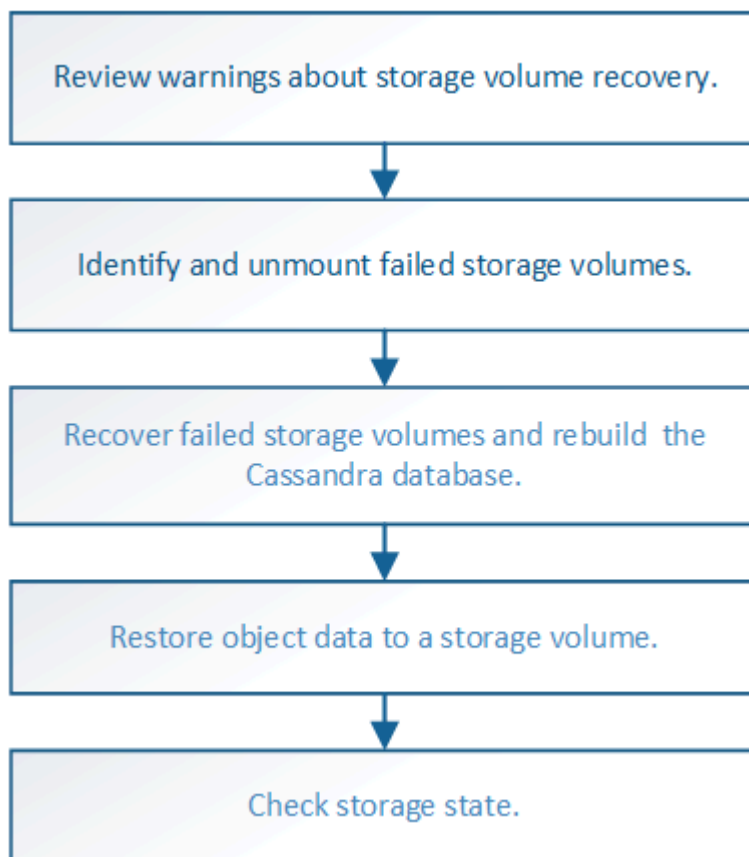 Review warnings about storage volume recovery.
Identify and unmount failed storage volumes.
Recover failed storage volumes and rebuild the
Cassandra database.
Restore object data to a storage volume.
Check storage state.